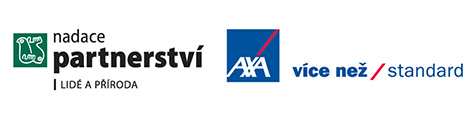 nadace
partnerství
| LIDÉ A PŘÍRODA
AXA
více než / standard